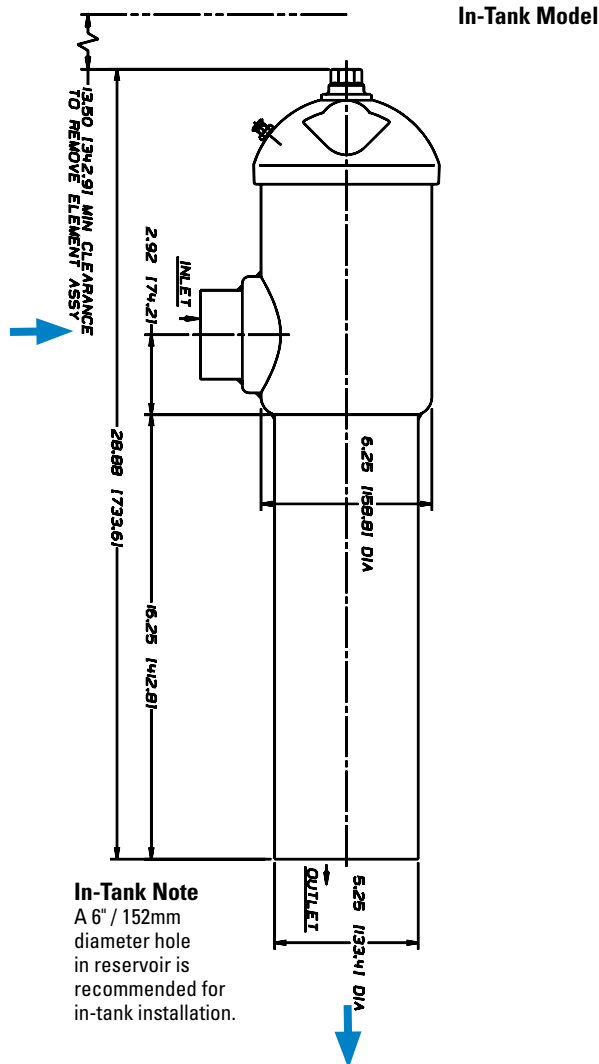 In-Tank Model
13.50 [342.9] MIN CLEARANCE
TO REMOVE ELEMENT ASSY
2.92 [74.2]
INLET
28.88 [733.6]
6.25 [158.8] DIA
16.25 [412.8]
OUTLET
5.25 [133.4] DIA
In-Tank Note
A 6" / 152mm
diameter hole
in reservoir is
recommended for
in-tank installation.